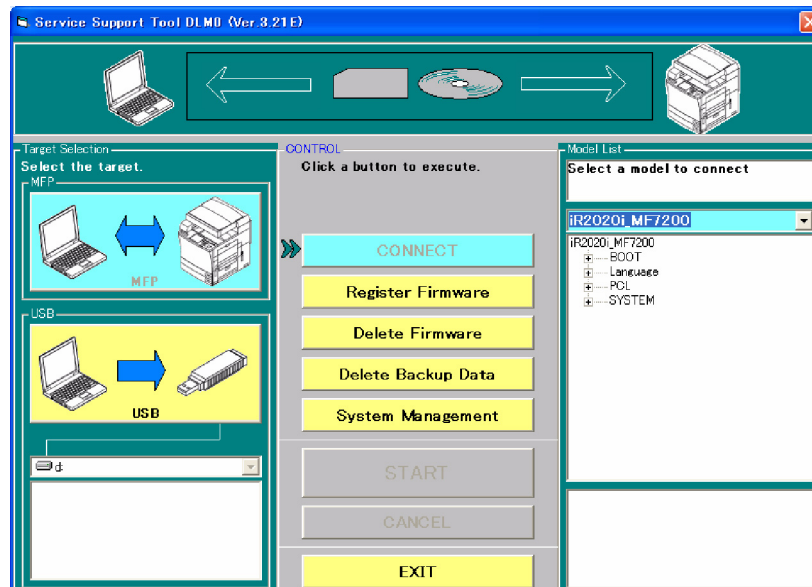 Service Support Tool DLM0 (Ver.3.21E)
Target Selection
Select the target.
MFP
MFP
USB
USB
d:
CONTROL
Click a button to execute.
CONNECT
Register Firmware
Delete Firmware
Delete Backup Data
System Management
START
CANCEL
EXIT
Model List
Select a model to connect
iR2020i_MF7200
iR2020i_MF7200
BOOT
Language
PCL
SYSTEM